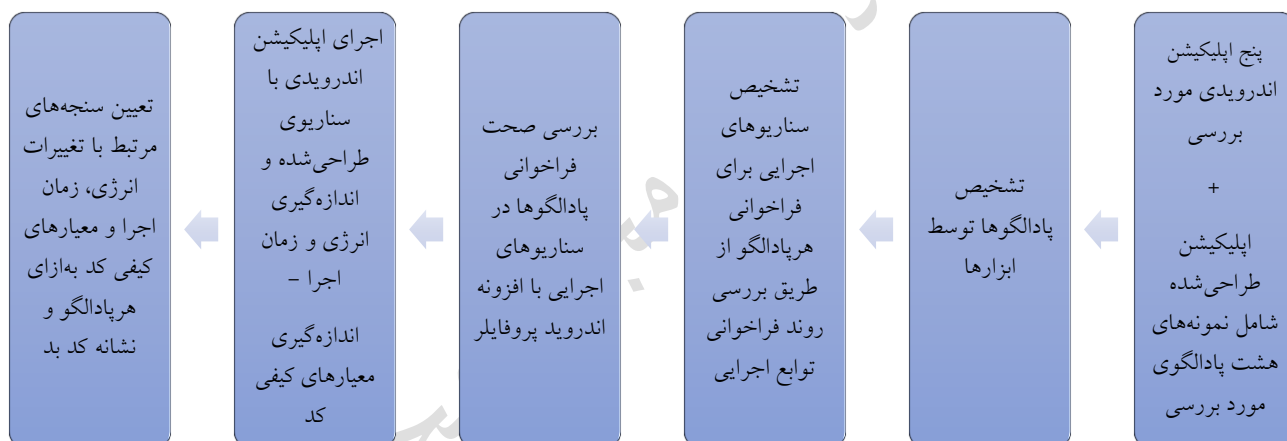 پنج اپلیکیشن
اندرویدی مورد
بررسی
+
اپلیکیشن
طراحی‌شده
شامل نمونه‌های
هشت پادالگوی
مورد بررسی
تشخیص
پادالگوها توسط
ابزارها
تشخیص
سناریوهای
اجرایی برای
فراخوانی
هرپادالگو از
طریق بررسی
روند فراخوانی
توابع اجرایی
بررسی صحت
فراخوانی
پادالگوها در
سناریوهای
اجرایی با افزونه
اندروید پروفایلر
اجرای اپلیکیشن
اندرویدی با
سناریوی
طراحی‌شده و
اندازه‌گیری
انرژی و زمان
اجرا –
اندازه‌گیری
معیارهای کیفی
کد
تعیین سنجه‌های
مرتبط با تغییرات
انرژی، زمان
اجرا و معیارهای
کیفی کد به‌ازای
هرپادالگو و
نشانه کد بد